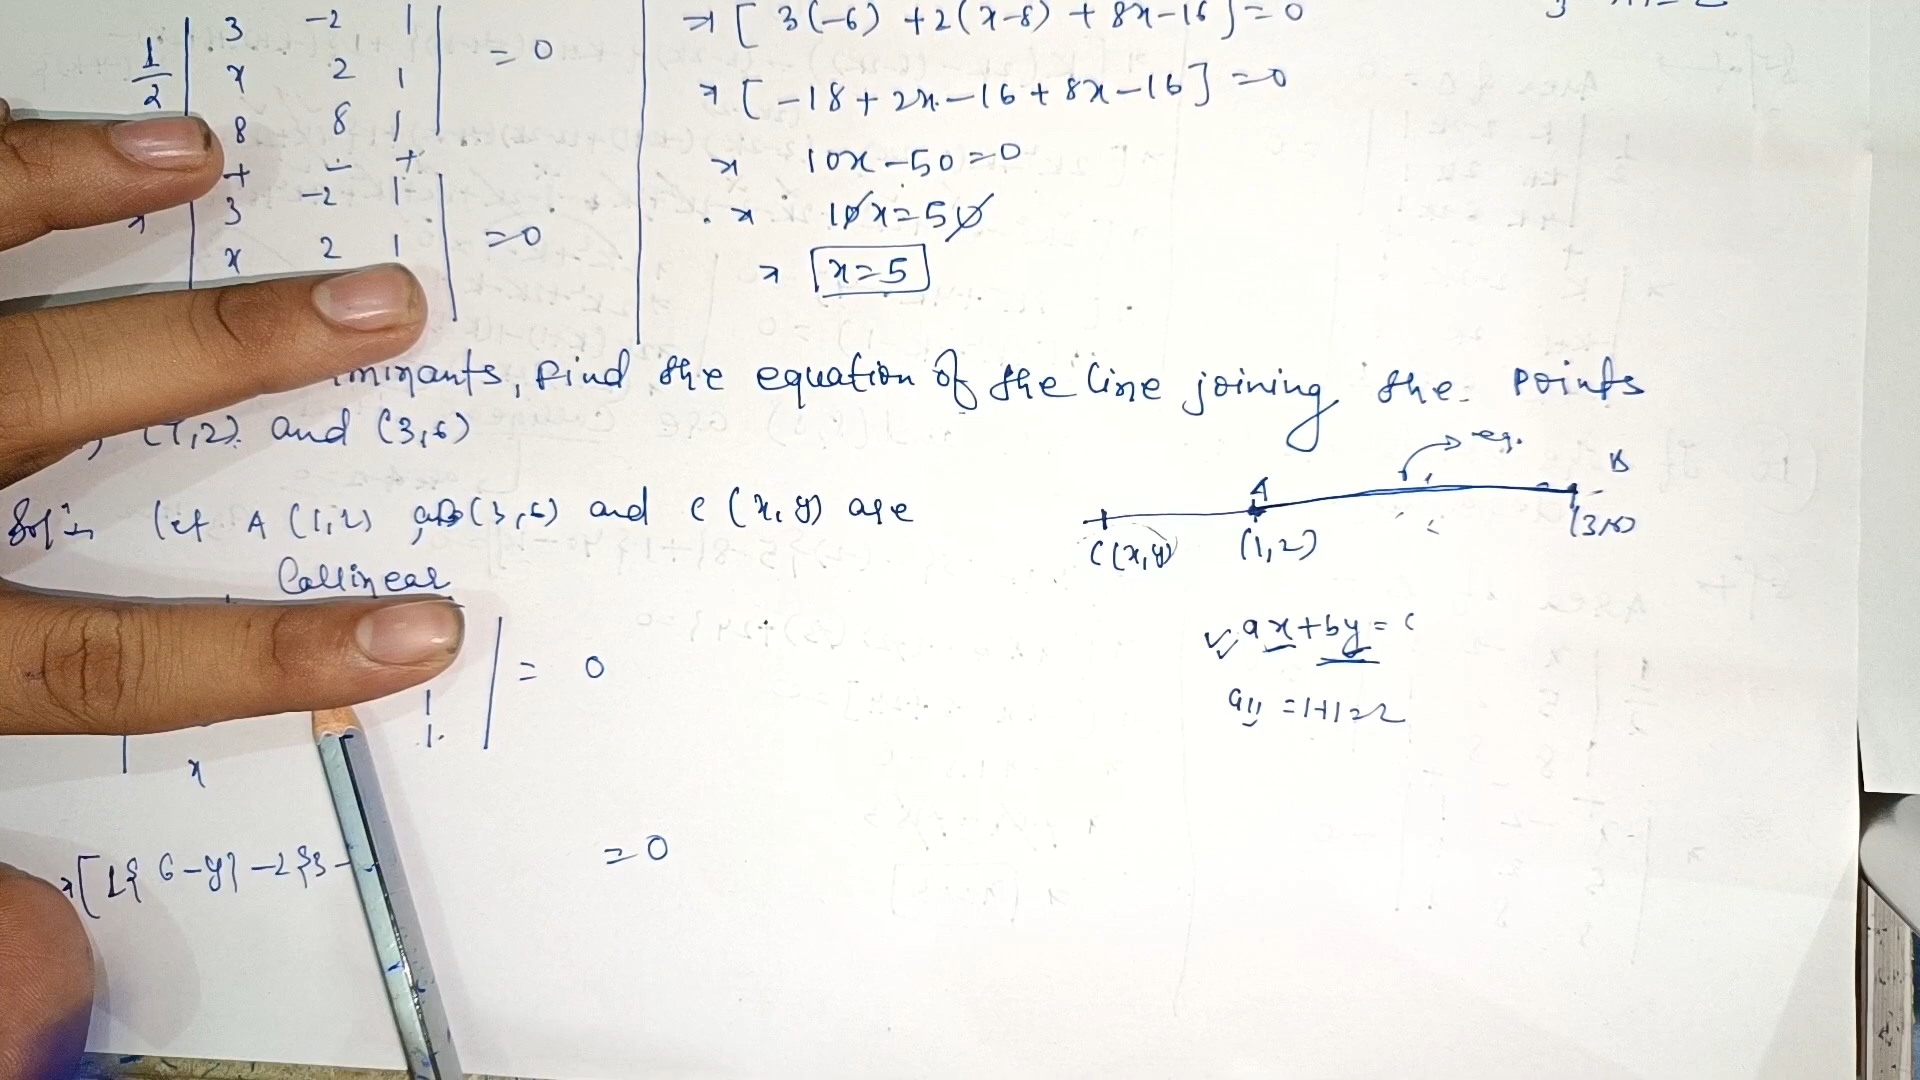 3 -2 1
1/2 x 2 1 = 0
8 8 1
+ - +
3 -2 1
x 2 1 = 0
⇒ [ 3(-6) + 2(x-8) + 8x-16 ] = 0
⇒ [ -18 + 2x - 16 + 8x - 16 ] = 0
⇒ 10x - 50 = 0
⇒ 10x = 50
⇒ x = 5
minants, find the equation of the line joining the points
(1,2) and (3,6)
Sol^n let A (1,2) B(3,6) and C (x,y) are
Collinear
= 0
1
1
x
⇒ [ 1{ 6-y} -2{3 - = 0
→ eq.
A B
C(x,y) (1,2) (3,6)
ax + by = c
a11 = 1+1 = 2